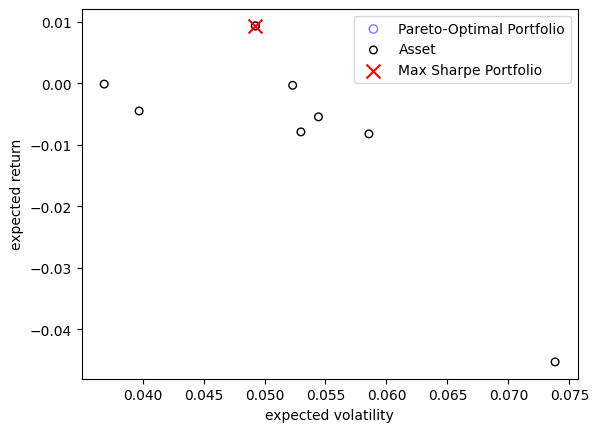 0.01
0.00
−0.01
−0.02
−0.03
−0.04
expected return
Pareto-Optimal Portfolio
Asset
Max Sharpe Portfolio
0.040 0.045 0.050 0.055 0.060 0.065 0.070 0.075
expected volatility